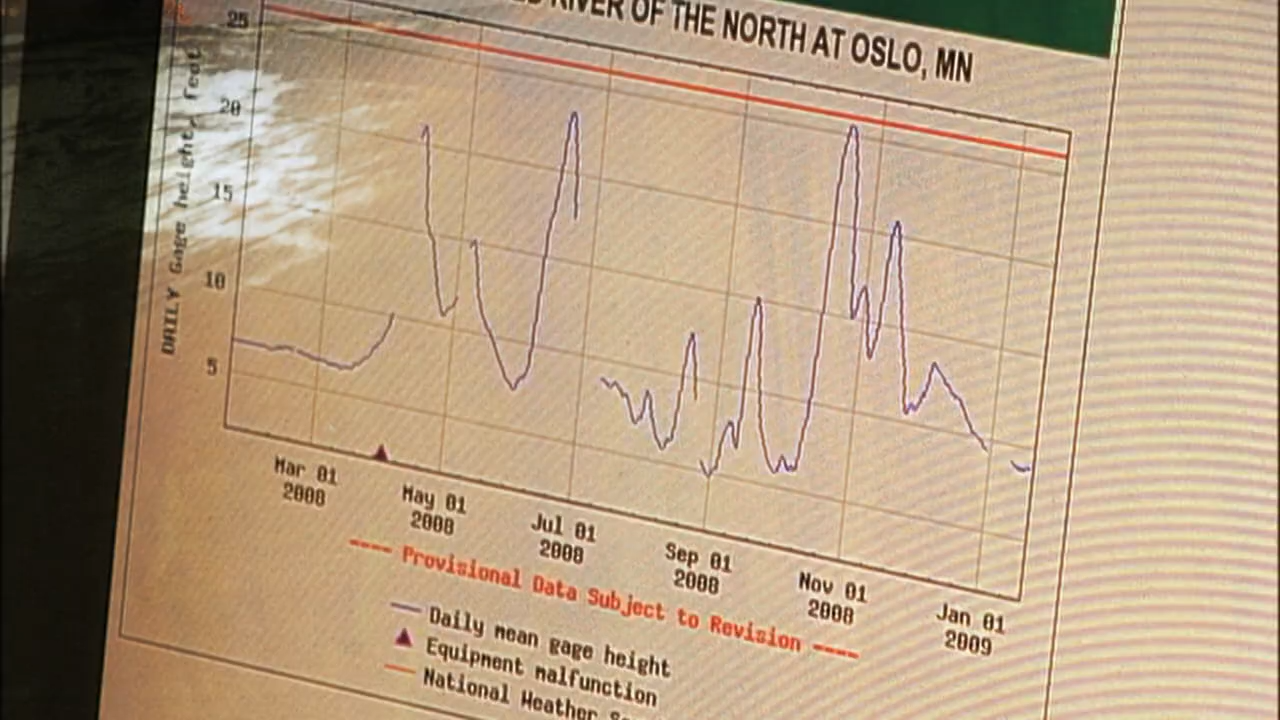 RIVER OF THE NORTH AT OSLO, MN
DAILY Gage height, feet
25
20
15
10
5
Mar 01
2008
May 01
2008
Jul 01
2008
Sep 01
2008
Nov 01
2008
Jan 01
2009
---- Provisional Data Subject to Revision ----
Daily mean gage height
Equipment malfunction
National Weather